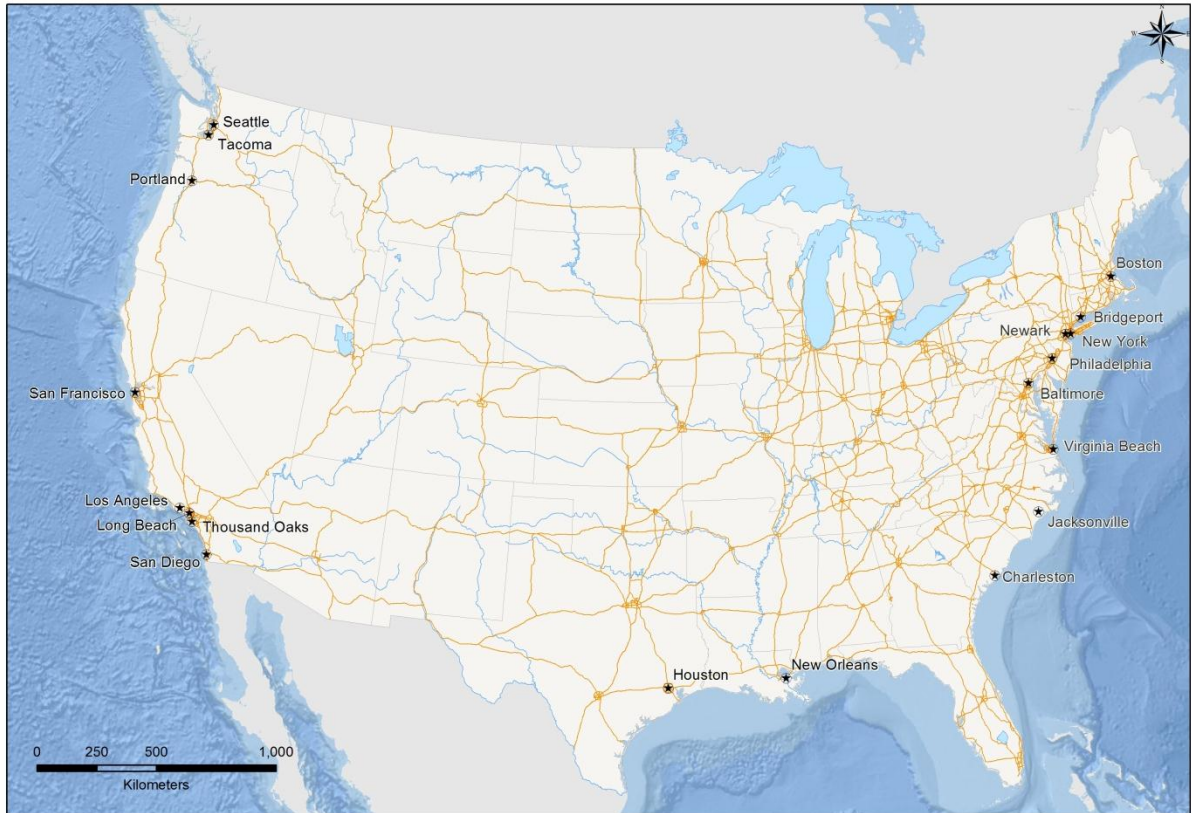 N
W
S
Seattle
Tacoma
Portland
Boston
Bridgeport
Newark
New York
Philadelphia
San Francisco
Baltimore
Virginia Beach
Los Angeles
Long Beach
Thousand Oaks
Jacksonville
San Diego
Charleston
New Orleans
Houston
0 250 500 1,000
Kilometers